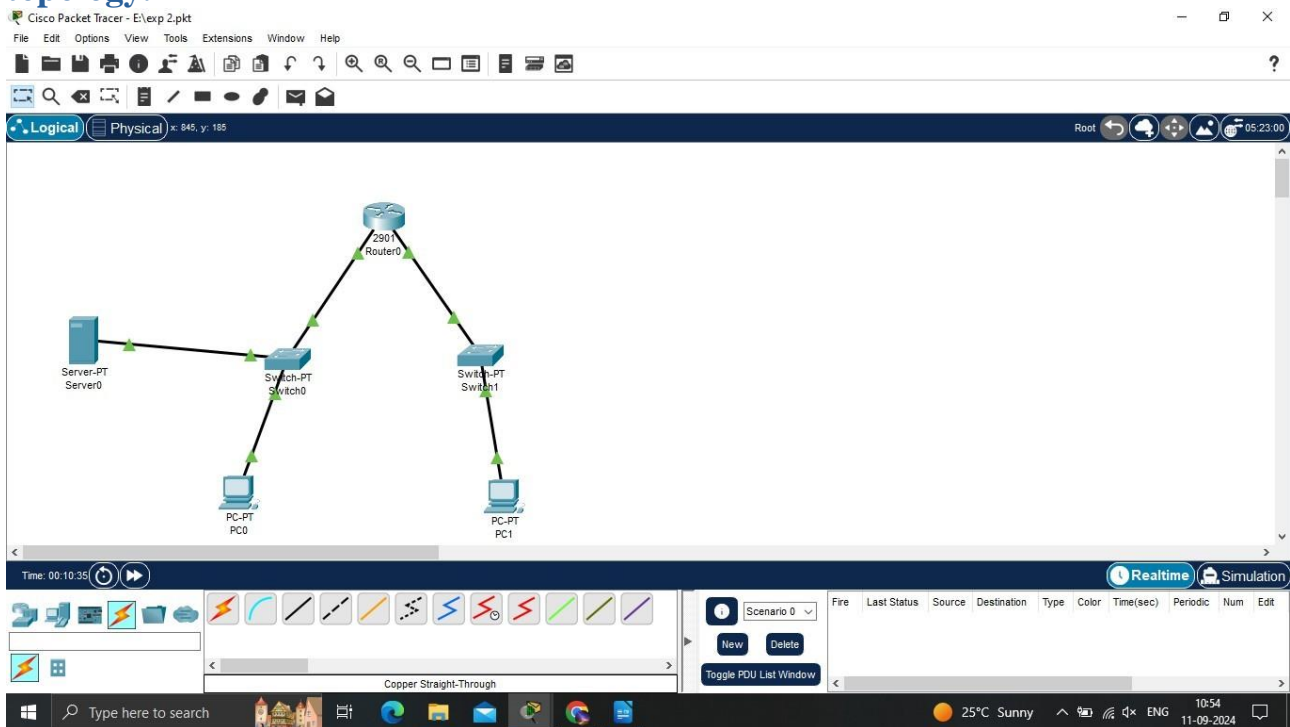 topology.
Cisco Packet Tracer - E:\exp 2.pkt
File Edit Options View Tools Extensions Window Help
?
Logical Physical x: 845, y: 185 Root 05:23:00
2901
Router0
Server-PT
Server0
Switch-PT
Switch0
Switch-PT
Switch1
PC-PT
PC0
PC-PT
PC1
Time: 00:10:35 Realtime Simulation
Scenario 0 Fire Last Status Source Destination Type Color Time(sec) Periodic Num Edit
New Delete
Toggle PDU List Window
Copper Straight-Through
Type here to search 25°C Sunny ENG 10:54
11-09-2024